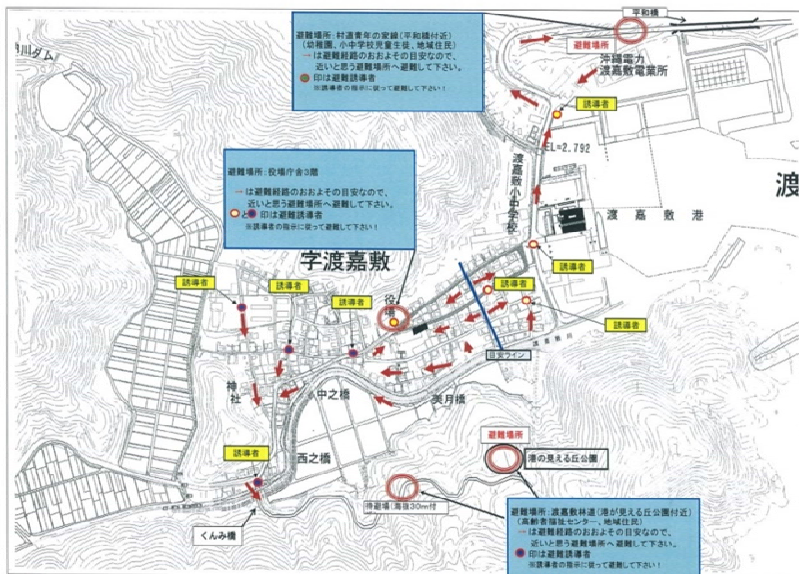 平和橋
避難場所:村道青年の家線(平和橋付近)
(幼稚園、小中学校児童生徒、地域住民)
→は避難経路のおおよその目安なので、
近いと思う避難場所へ避難して下さい。
印は避難誘導者
※誘導者の指示に従って避難して下さい!
避難場所
沖縄電力
渡嘉敷電業所
誘導者
川ダム
EL=2.792
渡嘉敷小中学校
避難場所:役場庁舎3階
→は避難経路のおおよその目安なので、
近いと思う避難場所へ避難して下さい。
と 印は避難誘導者
※誘導者の指示に従って避難して下さい!
渡
渡嘉敷港
字渡嘉敷
誘導者
誘導者
誘導者
誘導者
誘導者
役場
誘導者
目安ライン
神社
中之橋
美月橋
西之橋
誘導者
避難場所
港の見える丘公園
くんみ橋
避難場所:渡嘉敷林道(港が見える丘公園付近)
(高齢者福祉センター、地域住民)
→は避難経路のおおよその目安なので、
近いと思う避難場所へ避難して下さい。
印は避難誘導者
※誘導者の指示に従って避難して下さい!